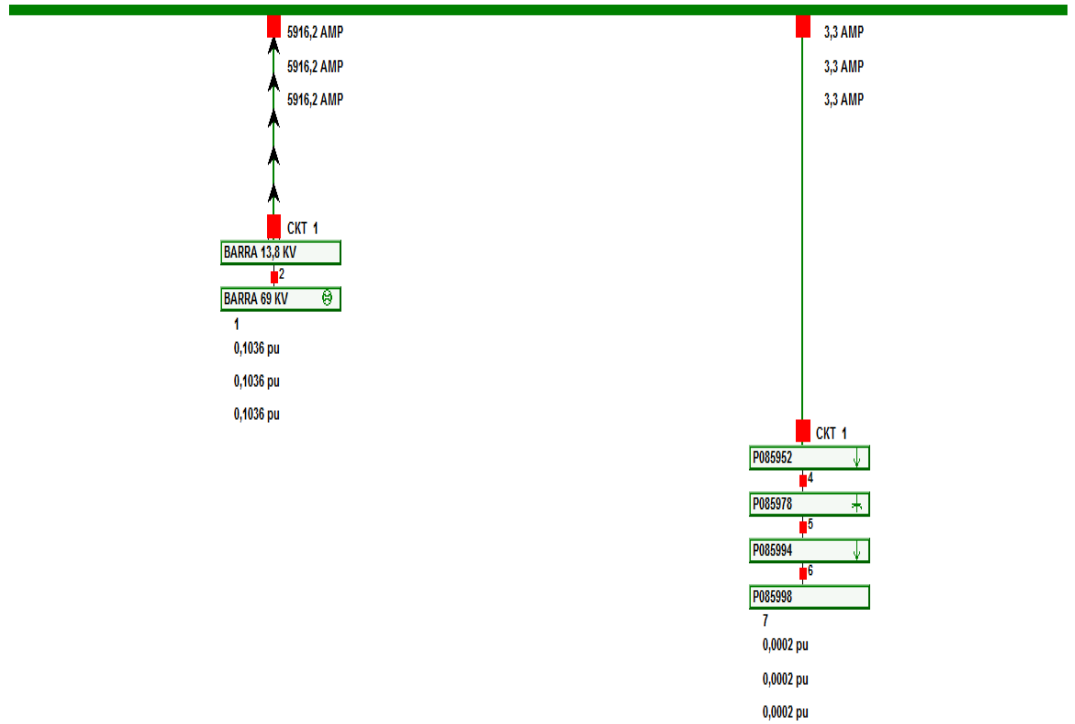 5916,2 AMP
5916,2 AMP
5916,2 AMP
CKT 1
BARRA 13,8 KV
2
BARRA 69 KV
1
0,1036 pu
0,1036 pu
0,1036 pu
3,3 AMP
3,3 AMP
3,3 AMP
CKT 1
P085952
4
P085978
5
P085994
6
P085998
7
0,0002 pu
0,0002 pu
0,0002 pu